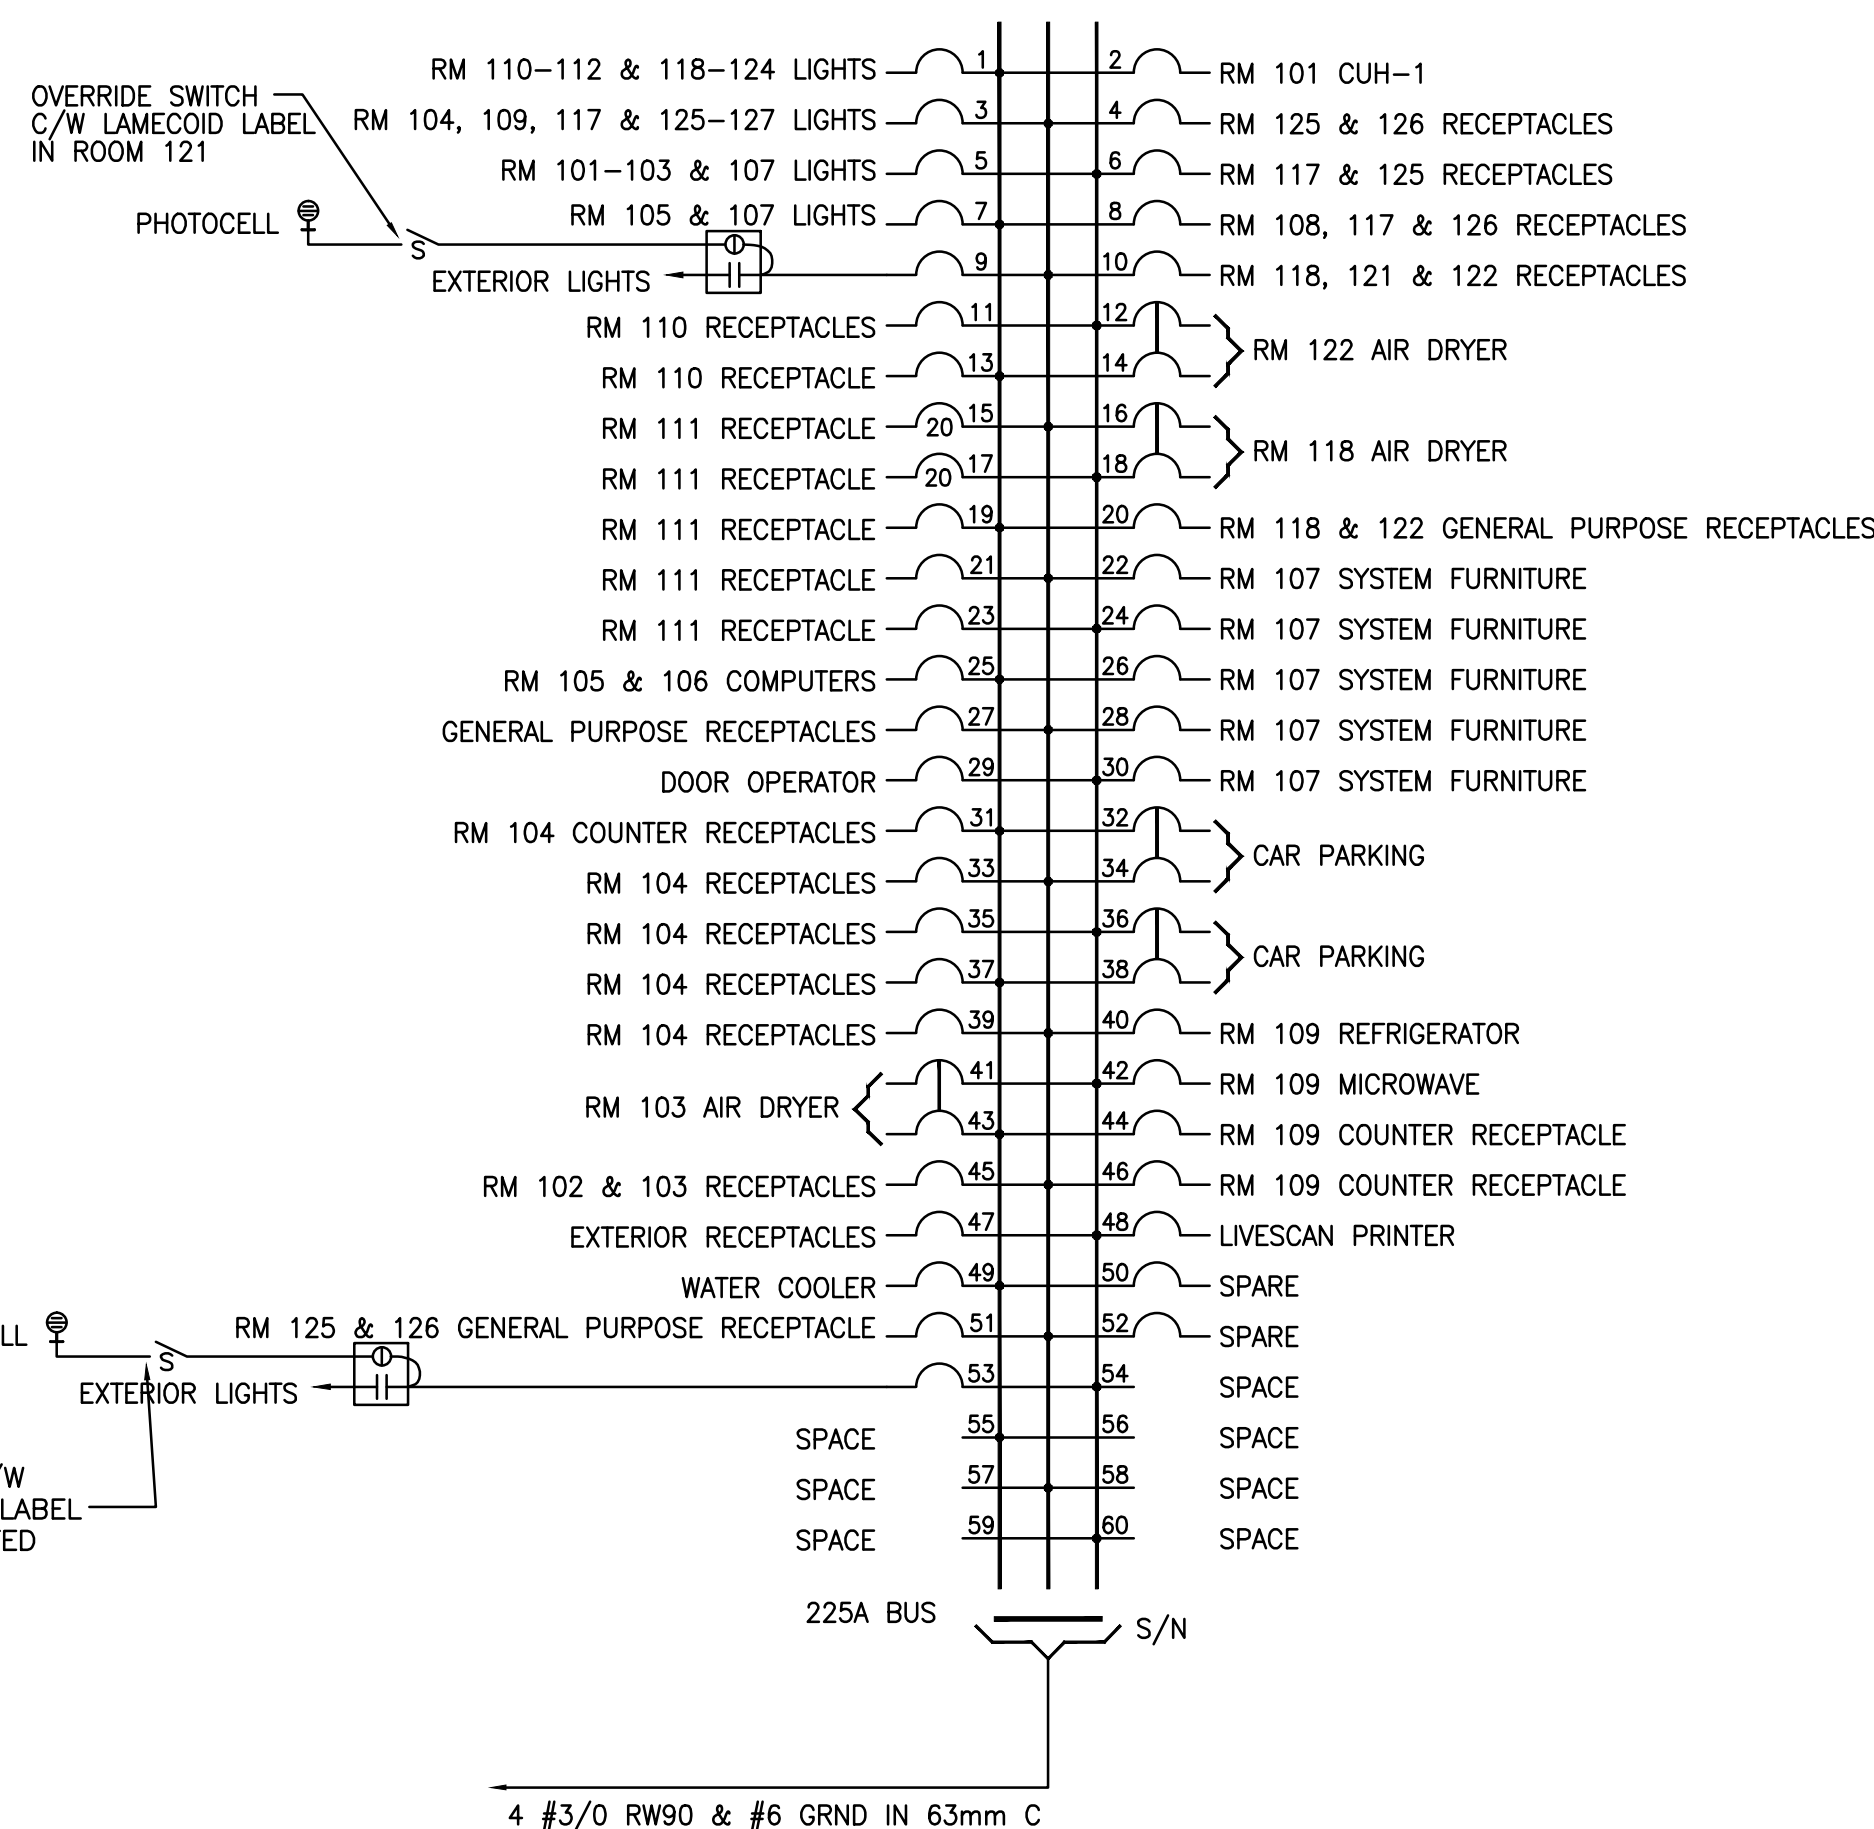 RM 110-112 & 118-124 LIGHTS 1 2 RM 101 CUH-1
OVERRIDE SWITCH
C/W LAMECOID LABEL
IN ROOM 121
RM 104, 109, 117 & 125-127 LIGHTS 3 4 RM 125 & 126 RECEPTACLES
RM 101-103 & 107 LIGHTS 5 6 RM 117 & 125 RECEPTACLES
RM 105 & 107 LIGHTS 7 8 RM 108, 117 & 126 RECEPTACLES
PHOTOCELL
S
EXTERIOR LIGHTS 9 10 RM 118, 121 & 122 RECEPTACLES
RM 110 RECEPTACLES 11 12
RM 122 AIR DRYER
RM 110 RECEPTACLE 13 14
RM 111 RECEPTACLE 20 15 16
RM 118 AIR DRYER
RM 111 RECEPTACLE 20 17 18
RM 111 RECEPTACLE 19 20 RM 118 & 122 GENERAL PURPOSE RECEPTACLES
RM 111 RECEPTACLE 21 22 RM 107 SYSTEM FURNITURE
RM 111 RECEPTACLE 23 24 RM 107 SYSTEM FURNITURE
RM 105 & 106 COMPUTERS 25 26 RM 107 SYSTEM FURNITURE
GENERAL PURPOSE RECEPTACLES 27 28 RM 107 SYSTEM FURNITURE
DOOR OPERATOR 29 30 RM 107 SYSTEM FURNITURE
RM 104 COUNTER RECEPTACLES 31 32
CAR PARKING
RM 104 RECEPTACLES 33 34
RM 104 RECEPTACLES 35 36
CAR PARKING
RM 104 RECEPTACLES 37 38
RM 104 RECEPTACLES 39 40 RM 109 REFRIGERATOR
41 42 RM 109 MICROWAVE
RM 103 AIR DRYER
43 44 RM 109 COUNTER RECEPTACLE
RM 102 & 103 RECEPTACLES 45 46 RM 109 COUNTER RECEPTACLE
EXTERIOR RECEPTACLES 47 48 LIVESCAN PRINTER
WATER COOLER 49 50 SPARE
RM 125 & 126 GENERAL PURPOSE RECEPTACLE 51 52 SPARE
LL
S
EXTERIOR LIGHTS 53 54 SPACE
SPACE 55 56 SPACE
/W
LABEL
ED
SPACE 57 58 SPACE
SPACE 59 60 SPACE
225A BUS
S/N
4 #3/0 RW90 & #6 GRND IN 63mm C